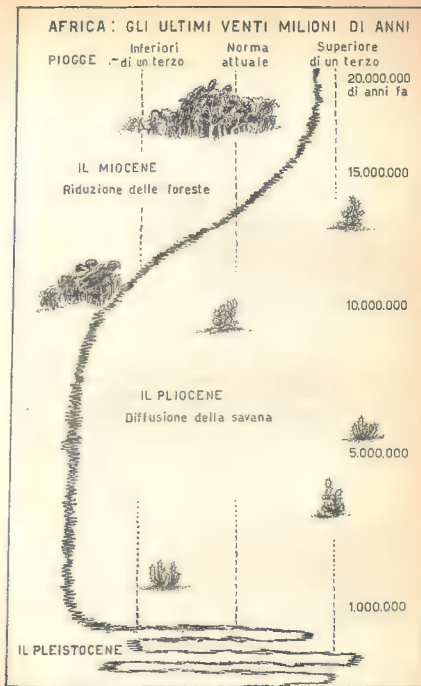 AFRICA: GLI ULTIMI VENTI MILIONI DI ANNI
PIOGGE
Inferiori
di un terzo
Norma
attuale
Superiore
di un terzo
20.000.000
di anni fa
IL MIOCENE
Riduzione delle foreste
15.000.000
10.000.000
IL PLIOCENE
Diffusione della savana
5.000.000
1.000.000
IL PLEISTOCENE